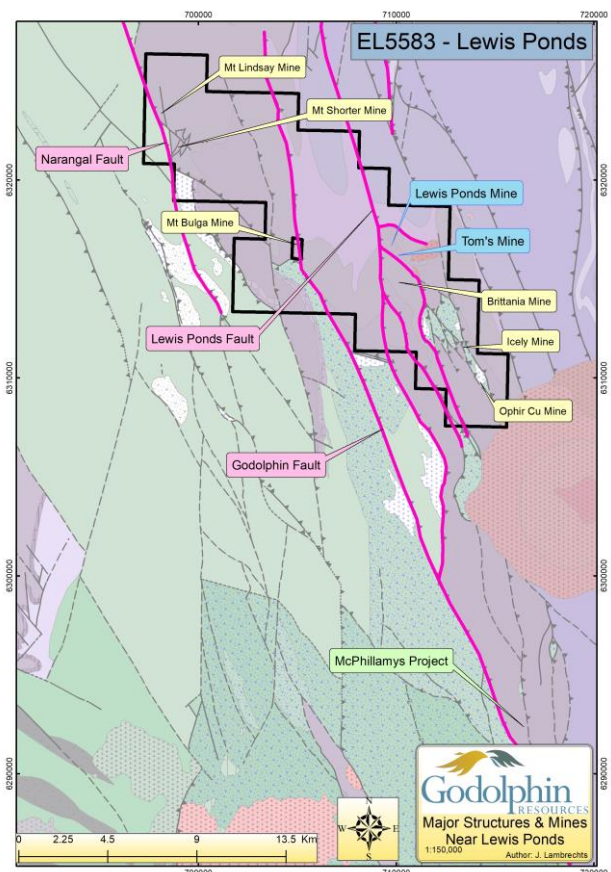 700000
710000
720000
EL5583 - Lewis Ponds
Mt Lindsay Mine
Mt Shorter Mine
Narangal Fault
6320000
6320000
Lewis Ponds Mine
Mt Bulga Mine
Tom's Mine
Brittania Mine
Lewis Ponds Fault
Icely Mine
6310000
6310000
Ophir Cu Mine
Godolphin Fault
6300000
6300000
McPhillamys Project
6290000
6290000
Godolphin
RESOURCES
Major Structures & Mines
Near Lewis Ponds
1:150,000
Author: J. Lambrechts
N
W E
S
0 2.25 4.5 9 13.5 Km
700000
710000
720000